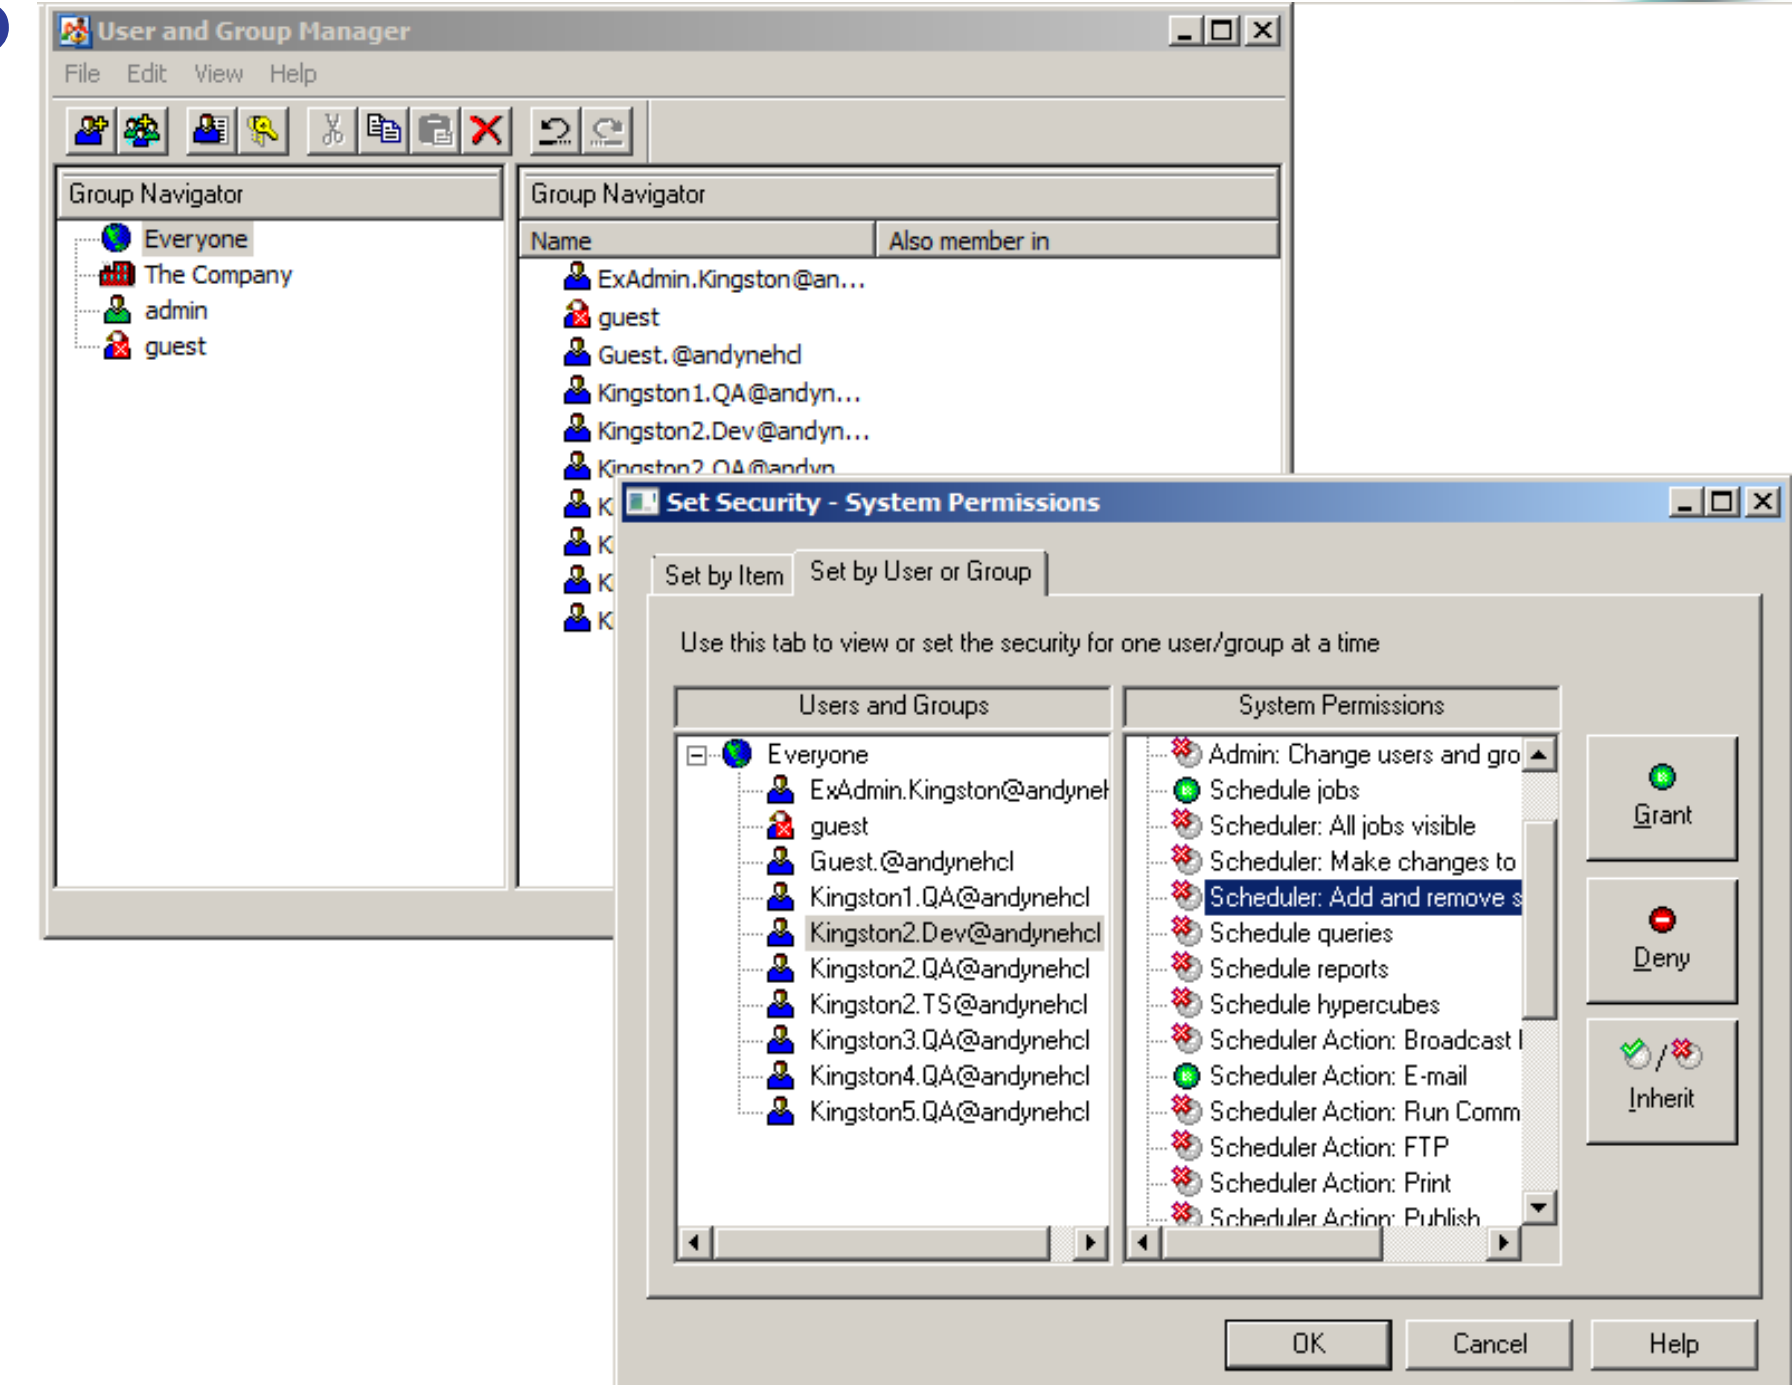 User and Group Manager
File Edit View Help
Group Navigator
Everyone
The Company
admin
guest
Group Navigator
Name Also member in
ExAdmin.Kingston@an...
guest
Guest.@andynehcl
Kingston1.QA@andyn...
Kingston2.Dev@andyn...
Kingston2.QA@andyn
K
K
K
K
Set Security - System Permissions
Set by Item Set by User or Group
Use this tab to view or set the security for one user/group at a time
Users and Groups
Everyone
ExAdmin.Kingston@andyneh
guest
Guest.@andynehcl
Kingston1.QA@andynehcl
Kingston2.Dev@andynehcl
Kingston2.QA@andynehcl
Kingston2.TS@andynehcl
Kingston3.QA@andynehcl
Kingston4.QA@andynehcl
Kingston5.QA@andynehcl
System Permissions
Admin: Change users and gro
Schedule jobs
Scheduler: All jobs visible
Scheduler: Make changes to
Scheduler: Add and remove s
Schedule queries
Schedule reports
Schedule hypercubes
Scheduler Action: Broadcast
Scheduler Action: E-mail
Scheduler Action: Run Comm
Scheduler Action: FTP
Scheduler Action: Print
Scheduler Action: Publish
Grant
Deny
/
Inherit
OK Cancel Help